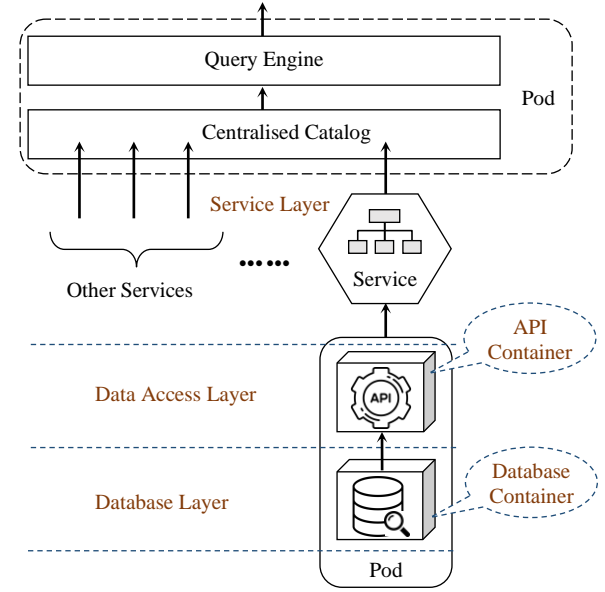 Query Engine
Pod
Centralised Catalog
Service Layer
Service
......
Other Services
API
Container
Data Access Layer
API
Database
Container
Database Layer
Pod